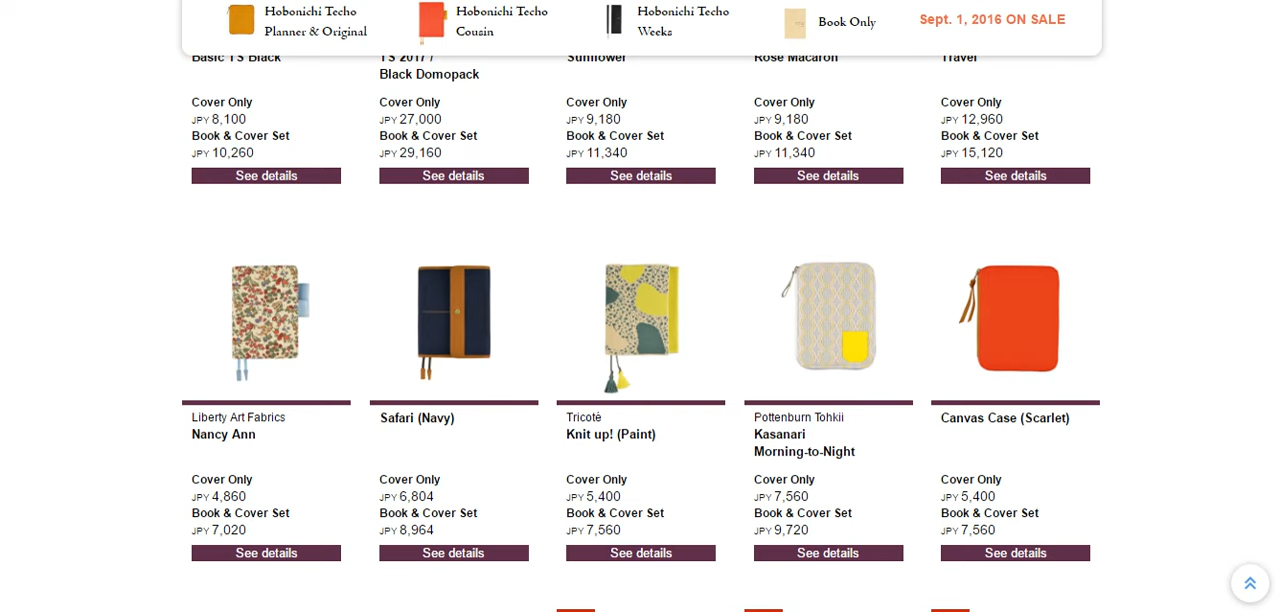 Hobonichi Techo
Planner & Original
Hobonichi Techo
Cousin
Hobonichi Techo
Weeks
Book Only
Sept. 1, 2016 ON SALE
Basic TS Black
TS 2017 /
Black Domopack
Sunflower
Rose Macaron
Travel
Cover Only
JPY 8,100
Book & Cover Set
JPY 10,260
See details
Cover Only
JPY 27,000
Book & Cover Set
JPY 29,160
See details
Cover Only
JPY 9,180
Book & Cover Set
JPY 11,340
See details
Cover Only
JPY 9,180
Book & Cover Set
JPY 11,340
See details
Cover Only
JPY 12,960
Book & Cover Set
JPY 15,120
See details
Liberty Art Fabrics
Nancy Ann
Cover Only
JPY 4,860
Book & Cover Set
JPY 7,020
See details
Safari (Navy)
Cover Only
JPY 6,804
Book & Cover Set
JPY 8,964
See details
Tricoté
Knit up! (Paint)
Cover Only
JPY 5,400
Book & Cover Set
JPY 7,560
See details
Pottenburn Tohkii
Kasanari
Morning-to-Night
Cover Only
JPY 7,560
Book & Cover Set
JPY 9,720
See details
Canvas Case (Scarlet)
Cover Only
JPY 5,400
Book & Cover Set
JPY 7,560
See details